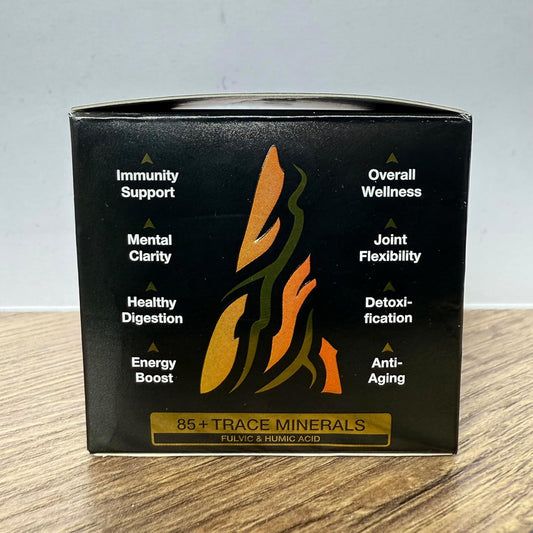 Immunity
Support
Mental
Clarity
Healthy
Digestion
Energy
Boost
Overall
Wellness
Joint
Flexibility
Detoxi-
fication
Anti-
Aging
85+ TRACE MINERALS
FULVIC & HUMIC ACID